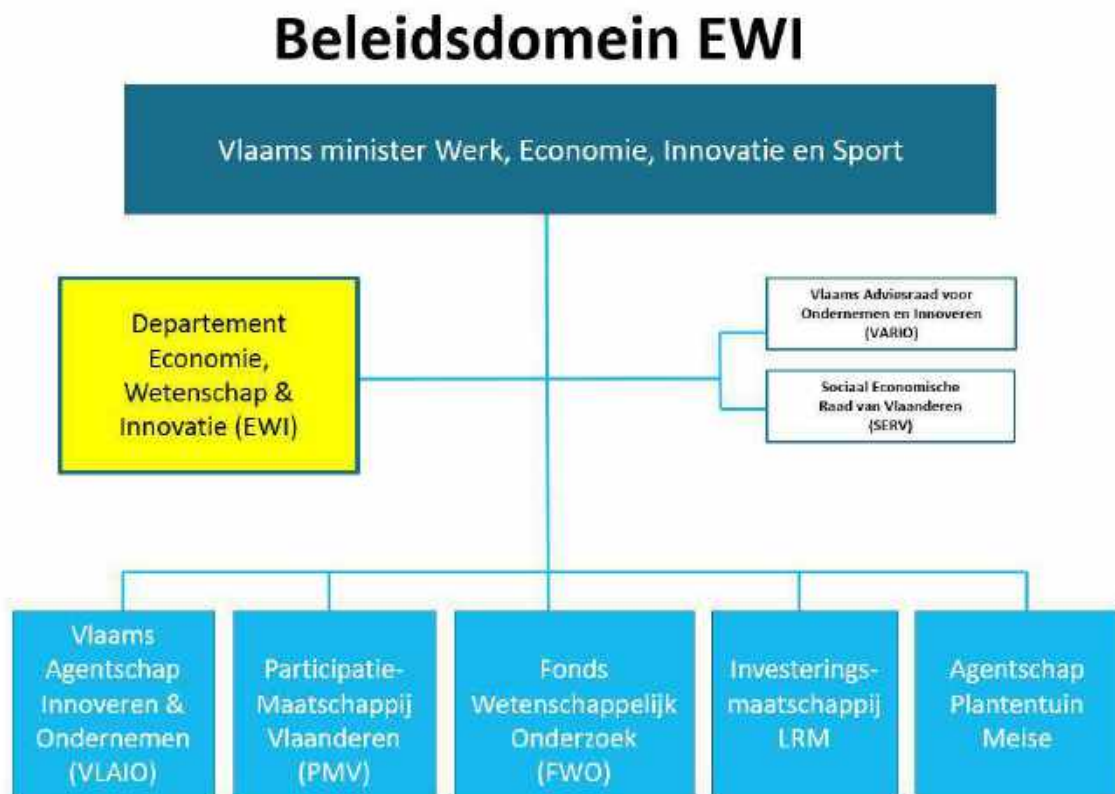 Beleidsdomein EWI
Vlaams minister Werk, Economie, Innovatie en Sport
Departement
Economie,
Wetenschap &
Innovatie (EWI)
Vlaams Adviesraad voor
Ondernemen en Innoveren
(VARIO)
Sociaal Economische
Raad van Vlaanderen
(SERV)
Vlaams
Agentschap
Innoveren &
Ondernemen
(VLAIO)
Participatie-
Maatschappij
Vlaanderen
(PMV)
Fonds
Wetenschappelijk
Onderzoek
(FWO)
Investerings-
maatschappij
LRM
Agentschap
Plantentuin
Meise